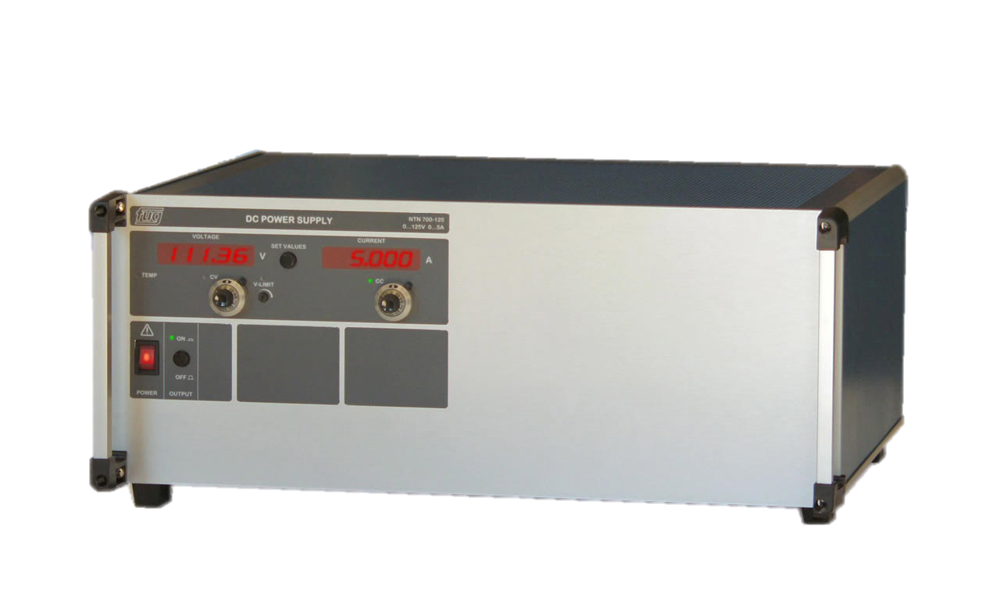 fug
DC POWER SUPPLY
NTN 700-125
0...125V 0...5A
VOLTAGE
SET VALUES
CURRENT
111.36 V
5.000 A
TEMP
CV
V-LIMIT
CC
ON
OFF
POWER
OUTPUT